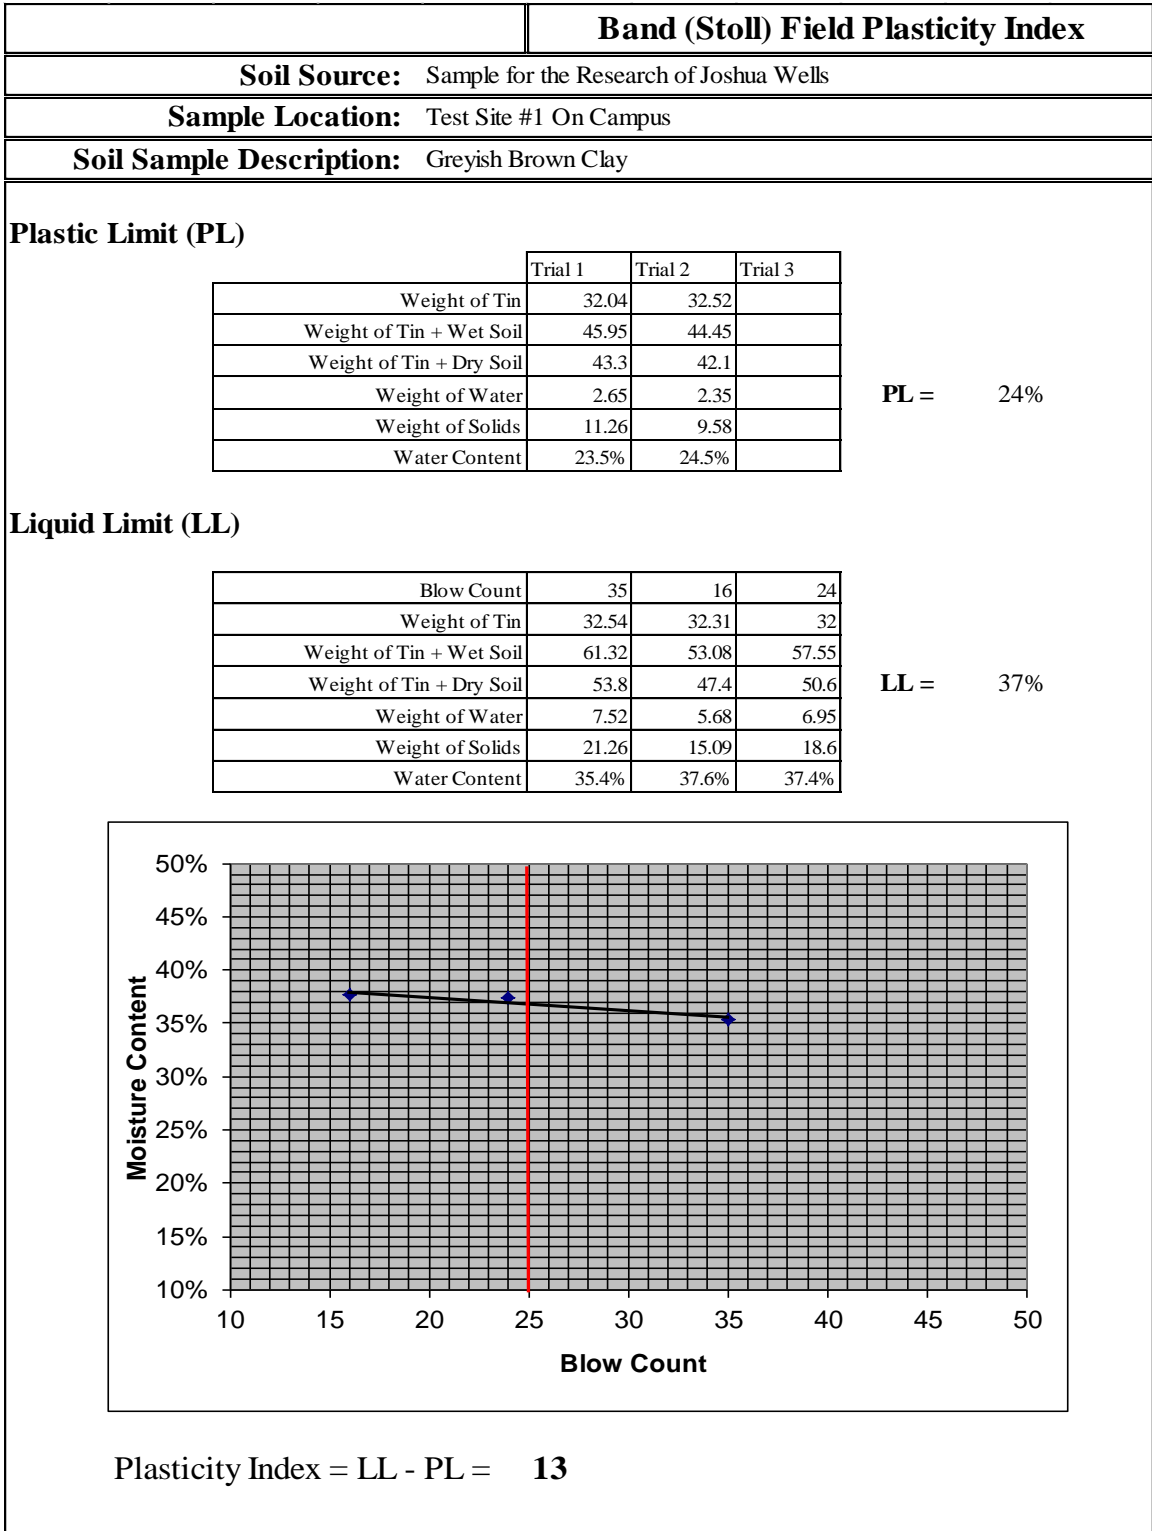 Band (Stoll) Field Plasticity Index
Soil Source: Sample for the Research of Joshua Wells
Sample Location: Test Site #1 On Campus
Soil Sample Description: Greyish Brown Clay
Plastic Limit (PL)
Trial 1 Trial 2 Trial 3
Weight of Tin 32.04 32.52
Weight of Tin + Wet Soil 45.95 44.45
Weight of Tin + Dry Soil 43.3 42.1
Weight of Water 2.65 2.35 PL = 24%
Weight of Solids 11.26 9.58
Water Content 23.5% 24.5%
Liquid Limit (LL)
Blow Count 35 16 24
Weight of Tin 32.54 32.31 32
Weight of Tin + Wet Soil 61.32 53.08 57.55
Weight of Tin + Dry Soil 53.8 47.4 50.6 LL = 37%
Weight of Water 7.52 5.68 6.95
Weight of Solids 21.26 15.09 18.6
Water Content 35.4% 37.6% 37.4%
Moisture Content
50%
45%
40%
35%
30%
25%
20%
15%
10%
10 15 20 25 30 35 40 45 50
Blow Count
Plasticity Index = LL - PL = 13